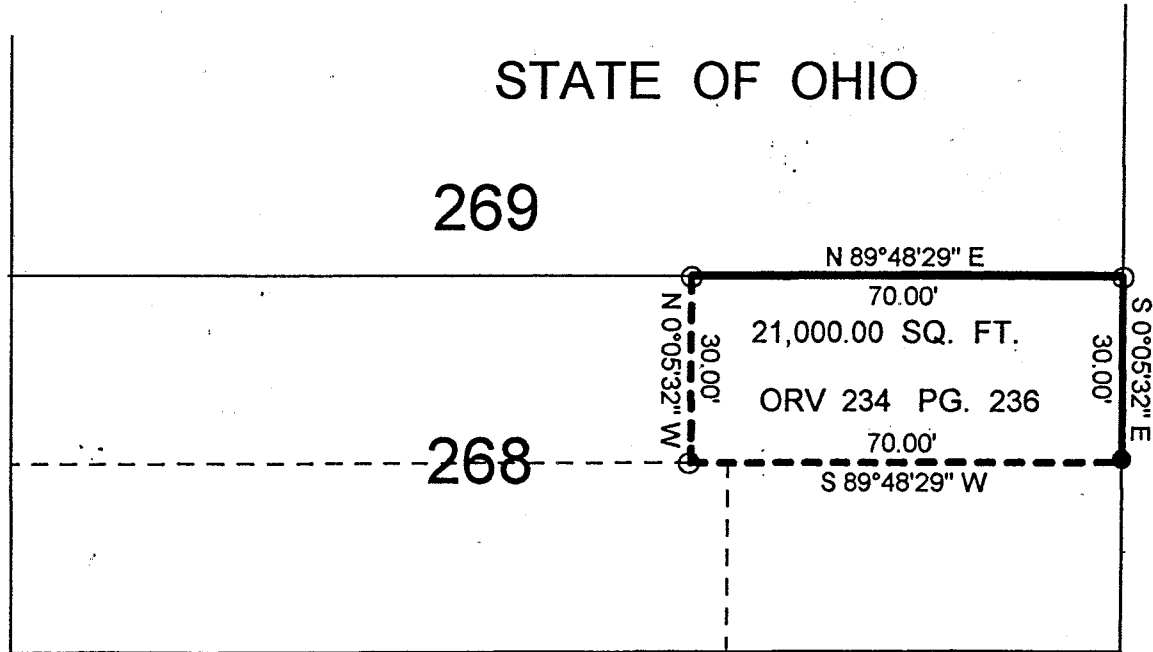 STATE OF OHIO
269
N 89°48'29" E
70.00'
N 0°05'32" W
30.00'
21,000.00 SQ. FT.
30.00'
S 0°05'32" E
ORV 234 PG. 236
70.00'
268
S 89°48'29" W